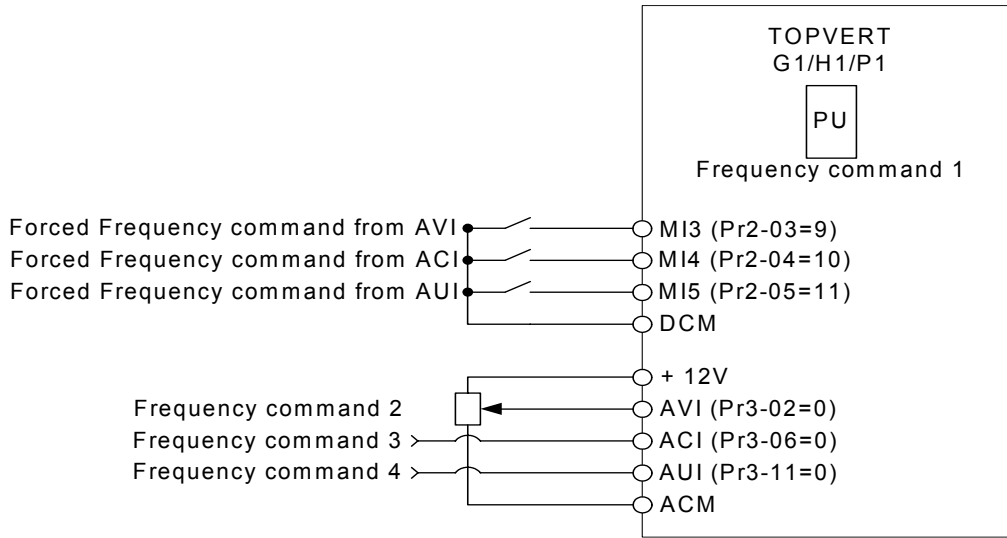 TOPVERT
G1/H1/P1
PU
Frequency command 1
Forced Frequency command from AVI
MI3 (Pr2-03=9)
Forced Frequency command from ACI
MI4 (Pr2-04=10)
Forced Frequency command from AUI
MI5 (Pr2-05=11)
DCM
+ 12V
Frequency command 2
AVI (Pr3-02=0)
Frequency command 3
ACI (Pr3-06=0)
Frequency command 4
AUI (Pr3-11=0)
ACM